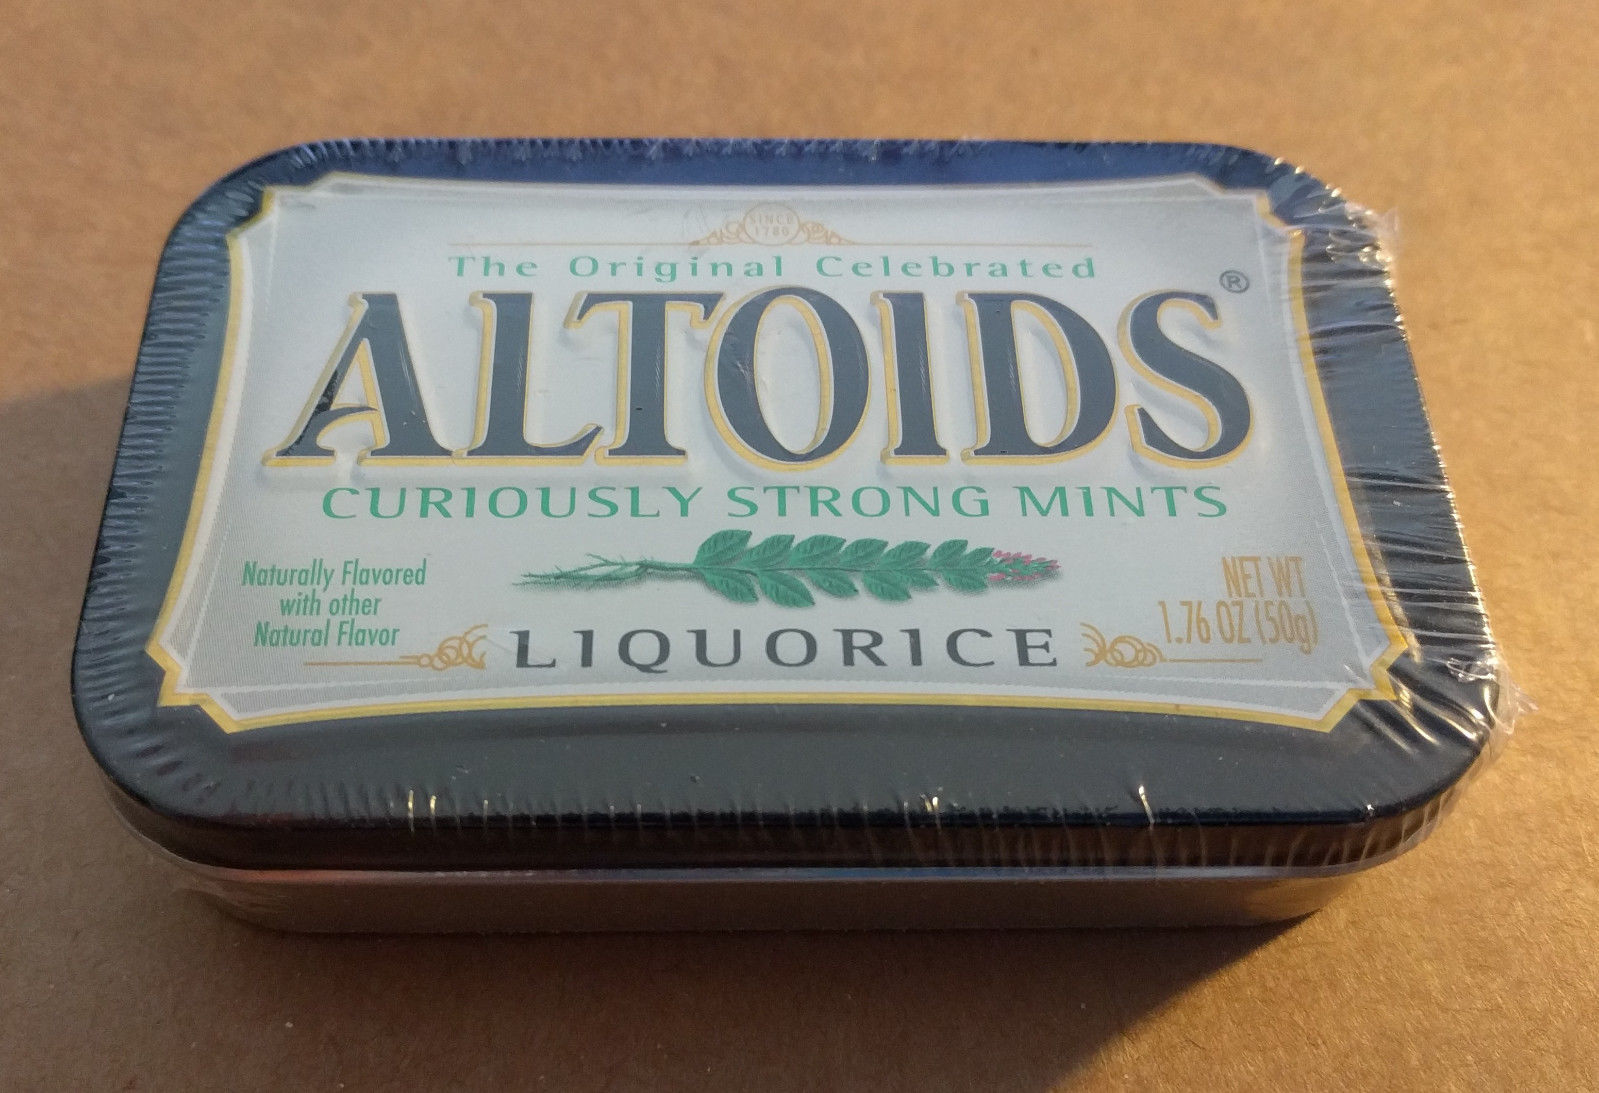 SINCE
1780
The Original Celebrated
ALTOIDS®
CURIOUSLY STRONG MINTS
Naturally Flavored
with other
Natural Flavor
NET WT
1.76 OZ (50g)
LIQUORICE